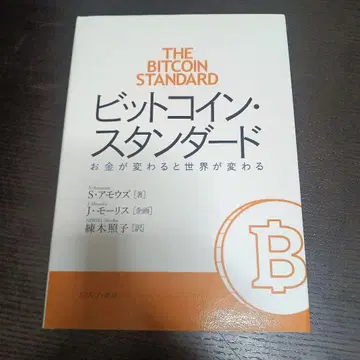 THE
BITCOIN
STANDARD
ビットコイン・
スタンダード
お金が変わると世界が変わる
S・アモウズ[著]
J・モーリス[企画]
練木照子[訳]